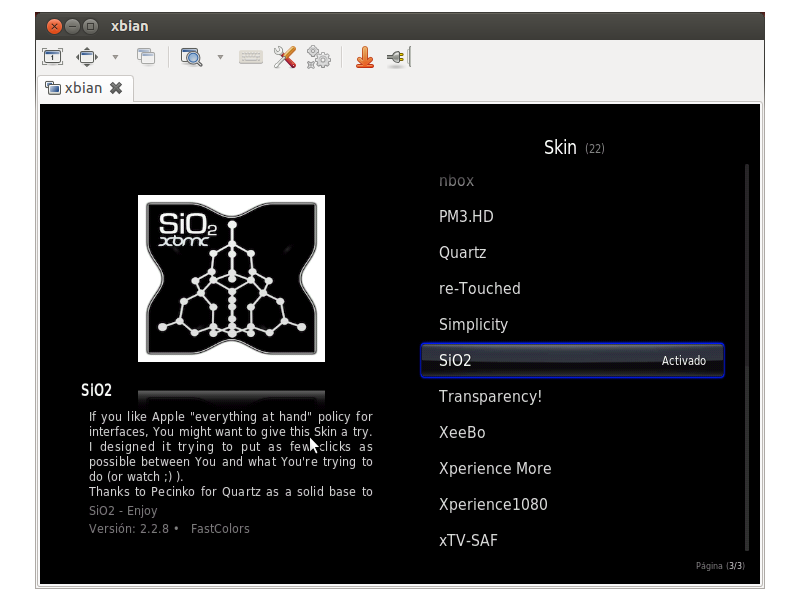 xbian
1
xbian
Skin (22)
nbox
PM3.HD
Quartz
re-Touched
Simplicity
SiO2 Activado
Transparency!
XeeBo
Xperience More
Xperience1080
xTV-SAF
Página (3/3)
SiO2
xbmc
SiO2
If you like Apple "everything at hand" policy for
interfaces, You might want to give this Skin a try.
I designed it trying to put as few clicks as
possible between You and what You're trying to
do (or watch ;) ).
Thanks to Pecinko for Quartz as a solid base to
SiO2 - Enjoy
Versión: 2.2.8 • FastColors